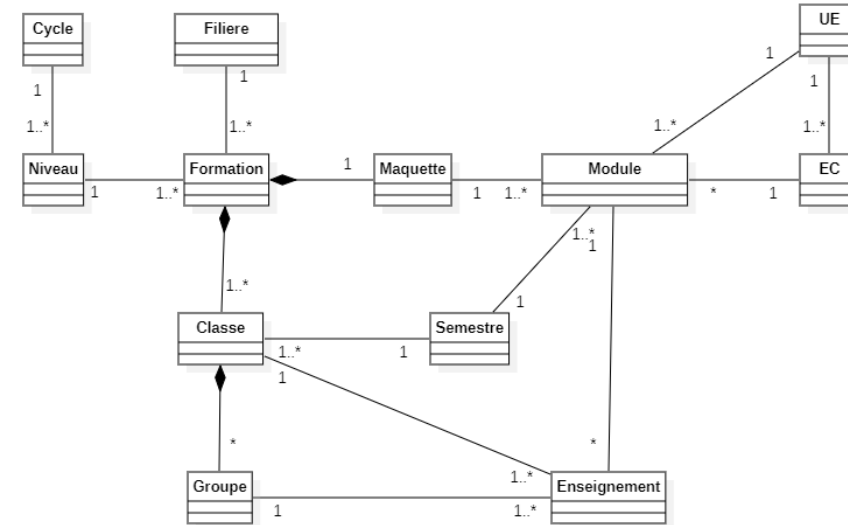 Cycle
Filiere
UE
1
1
1
1
1..*
1..*
1..*
1..*
Niveau
Formation
Maquette
Module
EC
1
1..*
1
1
1..*
*
1
1..*
1..*
1
1
Classe
Semestre
1..*
1
1
*
*
1..*
Groupe
Enseignement
1
1..*